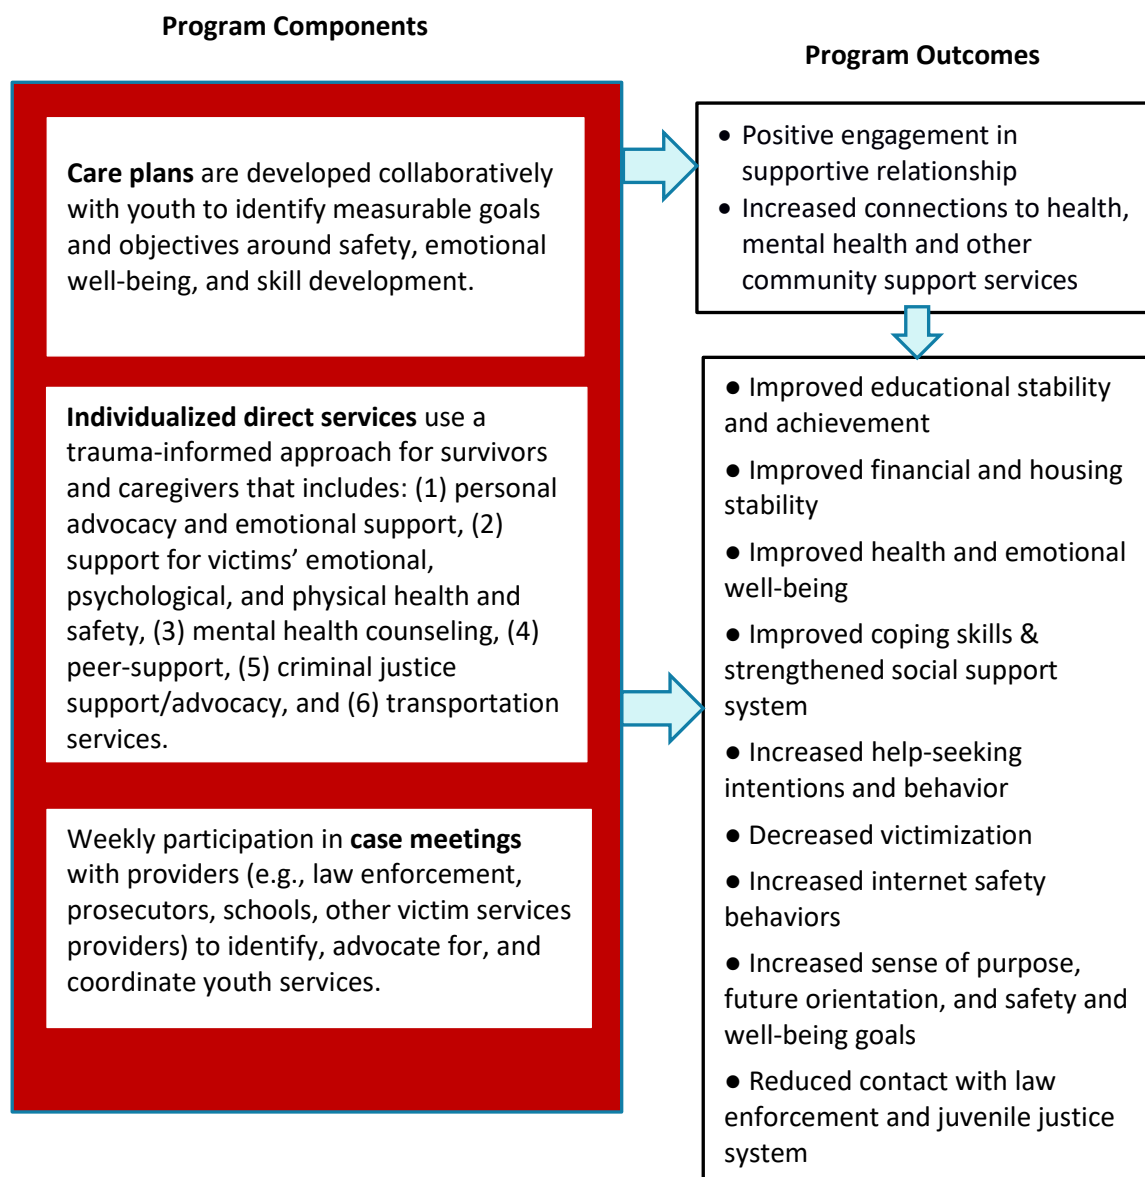 Program Components
Care plans are developed collaboratively
with youth to identify measurable goals
and objectives around safety, emotional
well-being, and skill development.
Individualized direct services use a
trauma-informed approach for survivors
and caregivers that includes: (1) personal
advocacy and emotional support, (2)
support for victims’ emotional,
psychological, and physical health and
safety, (3) mental health counseling, (4)
peer-support, (5) criminal justice
support/advocacy, and (6) transportation
services.
Weekly participation in case meetings
with providers (e.g., law enforcement,
prosecutors, schools, other victim services
providers) to identify, advocate for, and
coordinate youth services.
Program Outcomes
• Positive engagement in
supportive relationship
• Increased connections to health,
mental health and other
community support services
● Improved educational stability
and achievement
● Improved financial and housing
stability
● Improved health and emotional
well-being
● Improved coping skills &
strengthened social support
system
● Increased help-seeking
intentions and behavior
● Decreased victimization
● Increased internet safety
behaviors
● Increased sense of purpose,
future orientation, and safety and
well-being goals
● Reduced contact with law
enforcement and juvenile justice
system